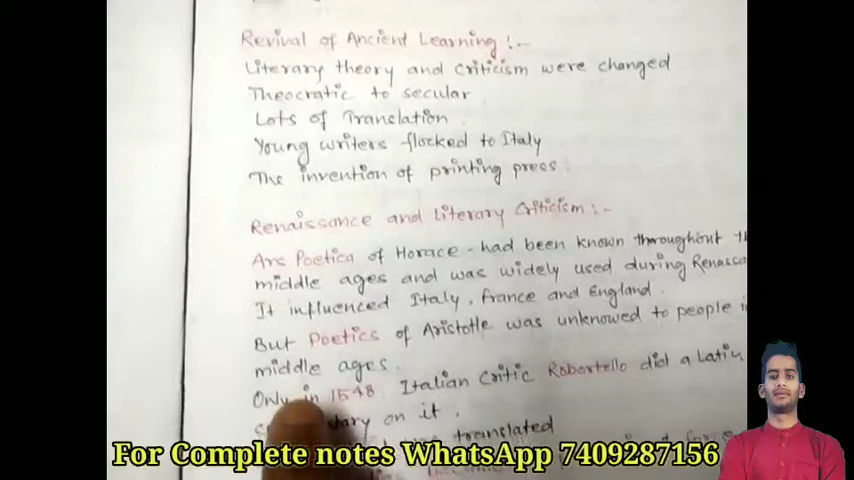 Revival of Ancient Learning :-
Literary theory and criticism were changed
Theocratic to secular
Lots of Translation
Young writers flocked to Italy
The invention of printing press
Renaissance and Literary Criticism :-
Ars Poetica of Horace - had been known throughout
middle ages and was widely used during
It influenced Italy, france and England.
But Poetics of Aristotle was unknowed to people
middle ages.
Only in 1548. Italian critic Robortello did a Latin
on it.
translated
For Complete notes WhatsApp 7409287156